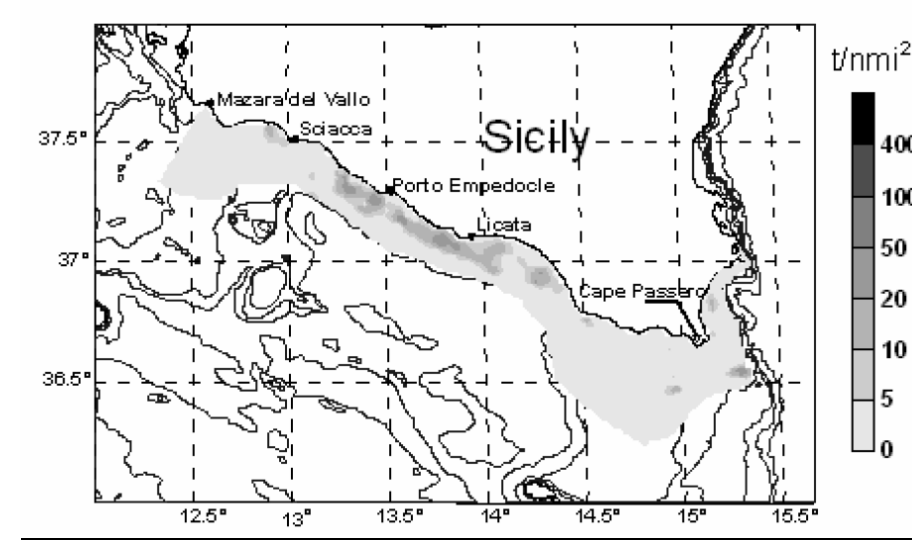 t/nmi²
Mazara del Vallo
37.5°
Sciacca
Sicily
400
Porto Empedocle
100
Licata
50
37°
Cape Passero
20
10
36.5°
5
0
12.5° 13° 13.5° 14° 14.5° 15° 15.5°